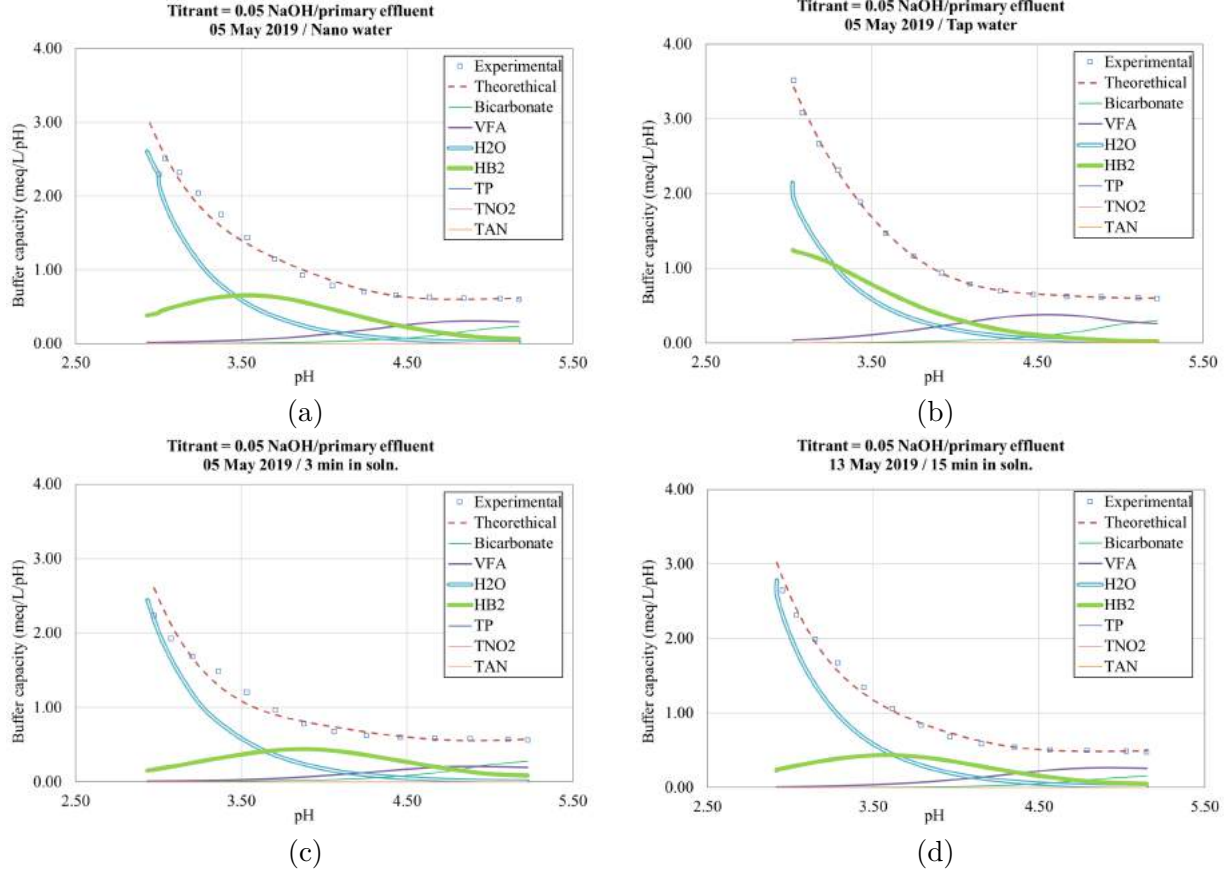 Titrant = 0.05 NaOH/primary effluent
05 May 2019 / Nano water
Buffer capacity (meq/L/pH)
4.00
3.00
2.00
1.00
0.00
2.50 3.50 4.50 5.50
pH
Experimental
Theorethical
Bicarbonate
VFA
H2O
HB2
TP
TNO2
TAN
(a)
Titrant = 0.05 NaOH/primary effluent
05 May 2019 / Tap water
Buffer capacity (meq/L/pH)
4.00
3.00
2.00
1.00
0.00
2.50 3.50 4.50 5.50
pH
Experimental
Theorethical
Bicarbonate
VFA
H2O
HB2
TP
TNO2
TAN
(b)
Titrant = 0.05 NaOH/primary effluent
05 May 2019 / 3 min in soln.
Buffer capacity (meq/L/pH)
4.00
3.00
2.00
1.00
0.00
2.50 3.50 4.50 5.50
pH
Experimental
Theorethical
Bicarbonate
VFA
H2O
HB2
TP
TNO2
TAN
(c)
Titrant = 0.05 NaOH/primary effluent
13 May 2019 / 15 min in soln.
Buffer capacity (meq/L/pH)
4.00
3.00
2.00
1.00
0.00
2.50 3.50 4.50 5.50
pH
Experimental
Theorethical
Bicarbonate
VFA
H2O
HB2
TP
TNO2
TAN
(d)